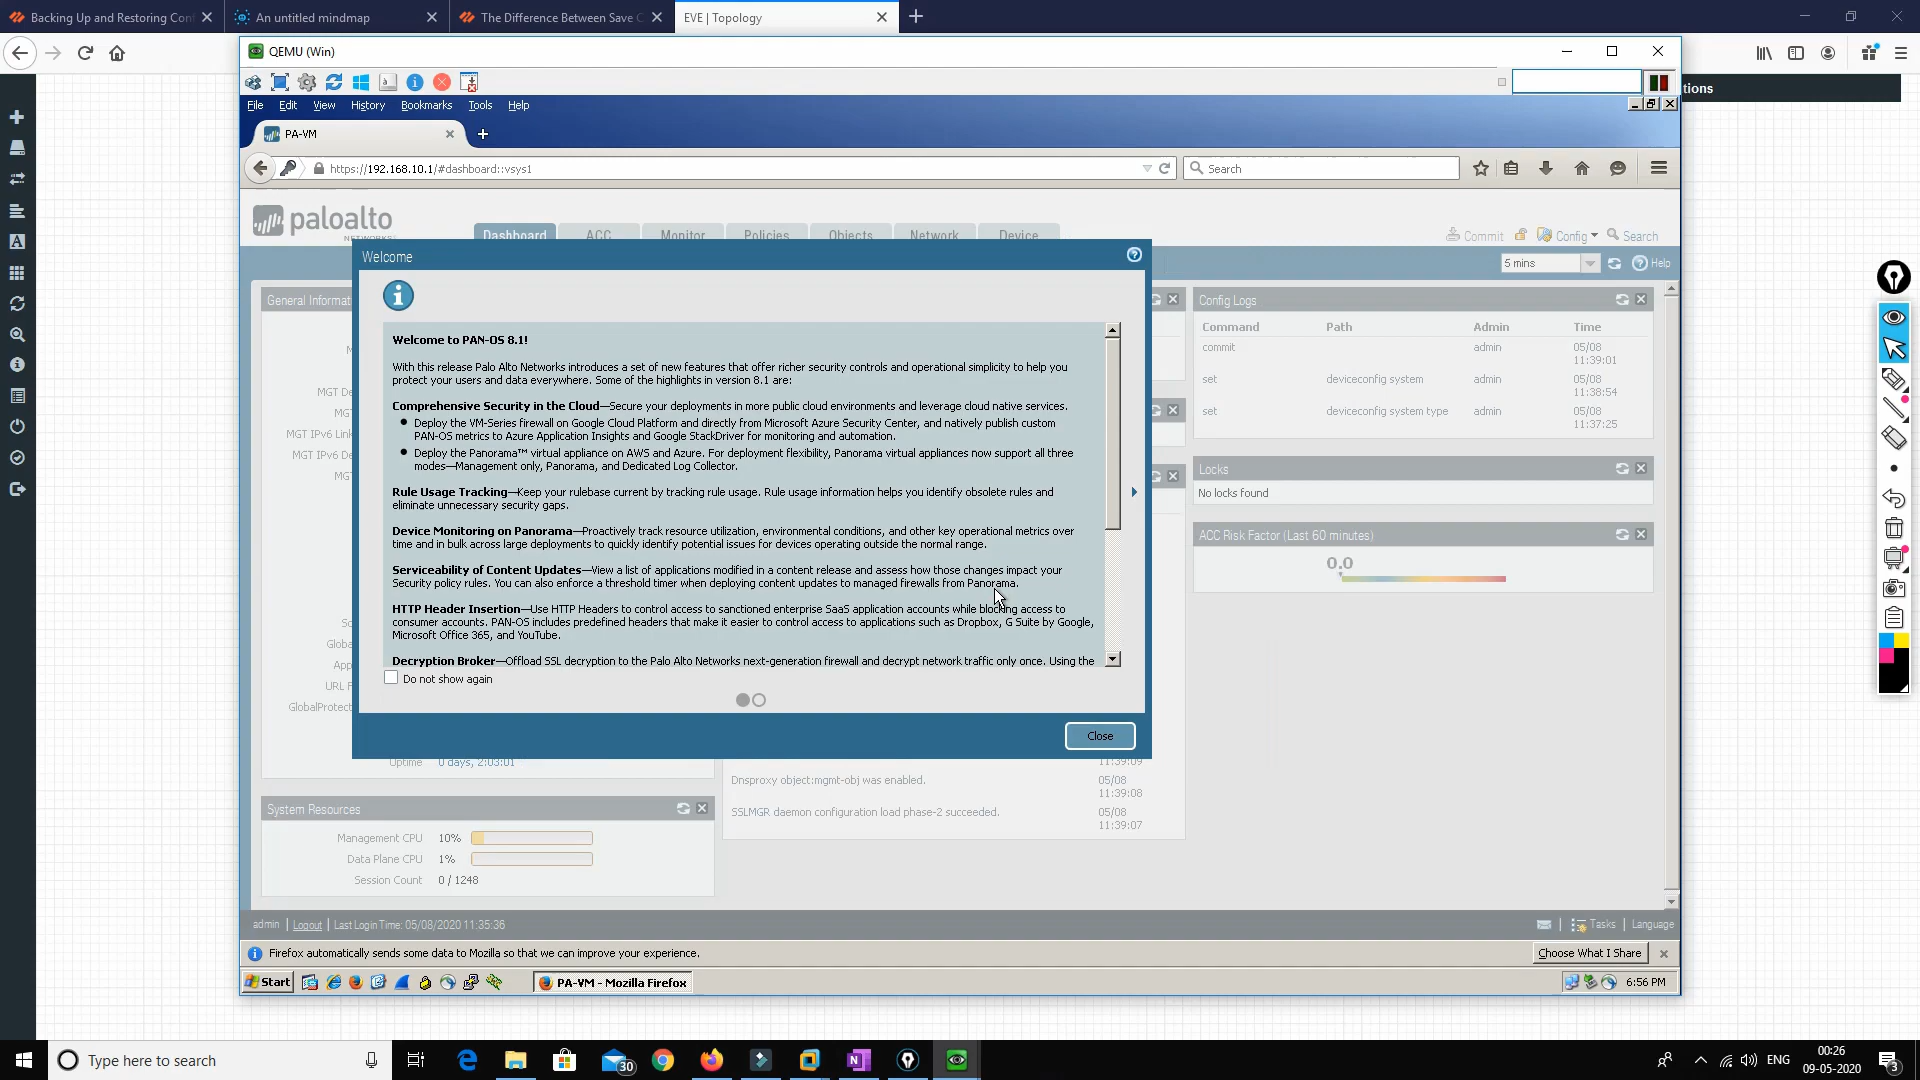 Backing Up and Restoring Con
An untitled mindmap
The Difference Between Save C
EVE | Topology
QEMU (Win)
tions
File Edit View History Bookmarks Tools Help
PA-VM
https://192.168.10.1/#dashboard::vsys1
Search
paloalto
NETWORKS
Dashboard ACC Monitor Policies Objects Network Device
Commit Config Search
5 mins
Help
Welcome
General Informat
MGT De
MGT
MGT IPv6 Link
MGT IPv6 De
MGT
So
Globa
App
URL F
GlobalProtec
Uptime 0 days, 2:03:01
Welcome to PAN-OS 8.1!
With this release Palo Alto Networks introduces a set of new features that offer richer security controls and operational simplicity to help you
protect your users and data everywhere. Some of the highlights in version 8.1 are:
Comprehensive Security in the Cloud—Secure your deployments in more public cloud environments and leverage cloud native services.
• Deploy the VM-Series firewall on Google Cloud Platform and directly from Microsoft Azure Security Center, and natively publish custom
PAN-OS metrics to Azure Application Insights and Google StackDriver for monitoring and automation.
• Deploy the Panorama™ virtual appliance on AWS and Azure. For deployment flexibility, Panorama virtual appliances now support all three
modes—Management only, Panorama, and Dedicated Log Collector.
Rule Usage Tracking—Keep your rulebase current by tracking rule usage. Rule usage information helps you identify obsolete rules and
eliminate unnecessary security gaps.
Device Monitoring on Panorama—Proactively track resource utilization, environmental conditions, and other key operational metrics over
time and in bulk across large deployments to quickly identify potential issues for devices operating outside the normal range.
Serviceability of Content Updates—View a list of applications modified in a content release and assess how those changes impact your
Security policy rules. You can also enforce a threshold timer when deploying content updates to managed firewalls from Panorama.
HTTP Header Insertion—Use HTTP Headers to control access to sanctioned enterprise SaaS application accounts while blocking access to
consumer accounts. PAN-OS includes predefined headers that make it easier to control access to applications such as Dropbox, G Suite by Google,
Microsoft Office 365, and YouTube.
Decryption Broker—Offload SSL decryption to the Palo Alto Networks next-generation firewall and decrypt network traffic only once. Using the
Do not show again
Close
Config Logs
Command Path Admin Time
commit admin 05/08
11:39:01
set deviceconfig system admin 05/08
11:38:54
set deviceconfig system type admin 05/08
11:37:25
Locks
No locks found
ACC Risk Factor (Last 60 minutes)
0.0
11:39:09
Dnsproxy object:mgmt-obj was enabled. 05/08
11:39:08
SSLMGR daemon configuration load phase-2 succeeded. 05/08
11:39:07
System Resources
Management CPU 10%
Data Plane CPU 1%
Session Count 0 / 1248
admin | Logout | Last Login Time: 05/08/2020 11:35:36
Tasks | Language
Firefox automatically sends some data to Mozilla so that we can improve your experience.
Choose What I Share
Start
PA-VM - Mozilla Firefox
6:56 PM
Type here to search
30
ENG
00:26
09-05-2020
3